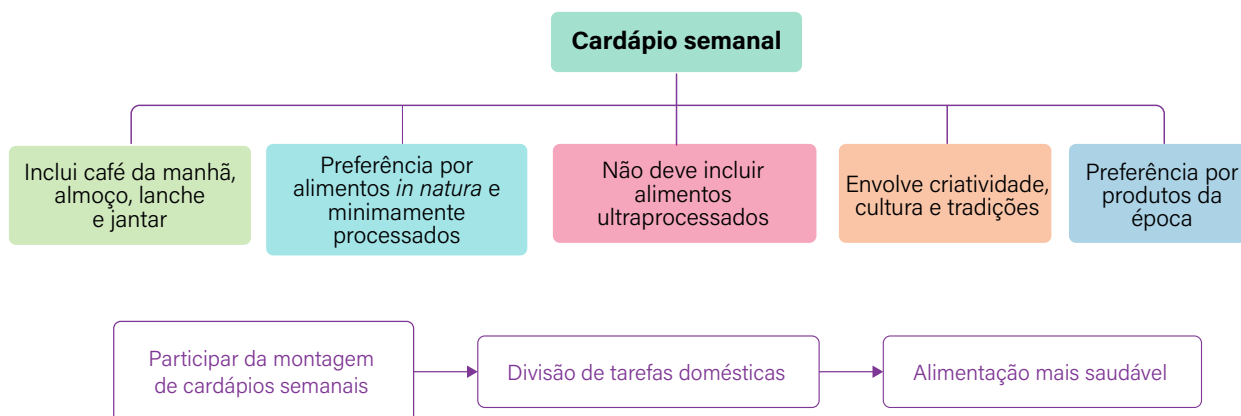 Cardápio semanal
Inclui café da manhã,
almoço, lanche
e jantar
Preferência por
alimentos in natura e
minimamente
processados
Não deve incluir
alimentos
ultraprocessados
Envolve criatividade,
cultura e tradições
Preferência por
produtos da
época
Participar da montagem
de cardápios semanais
Divisão de tarefas domésticas
Alimentação mais saudável